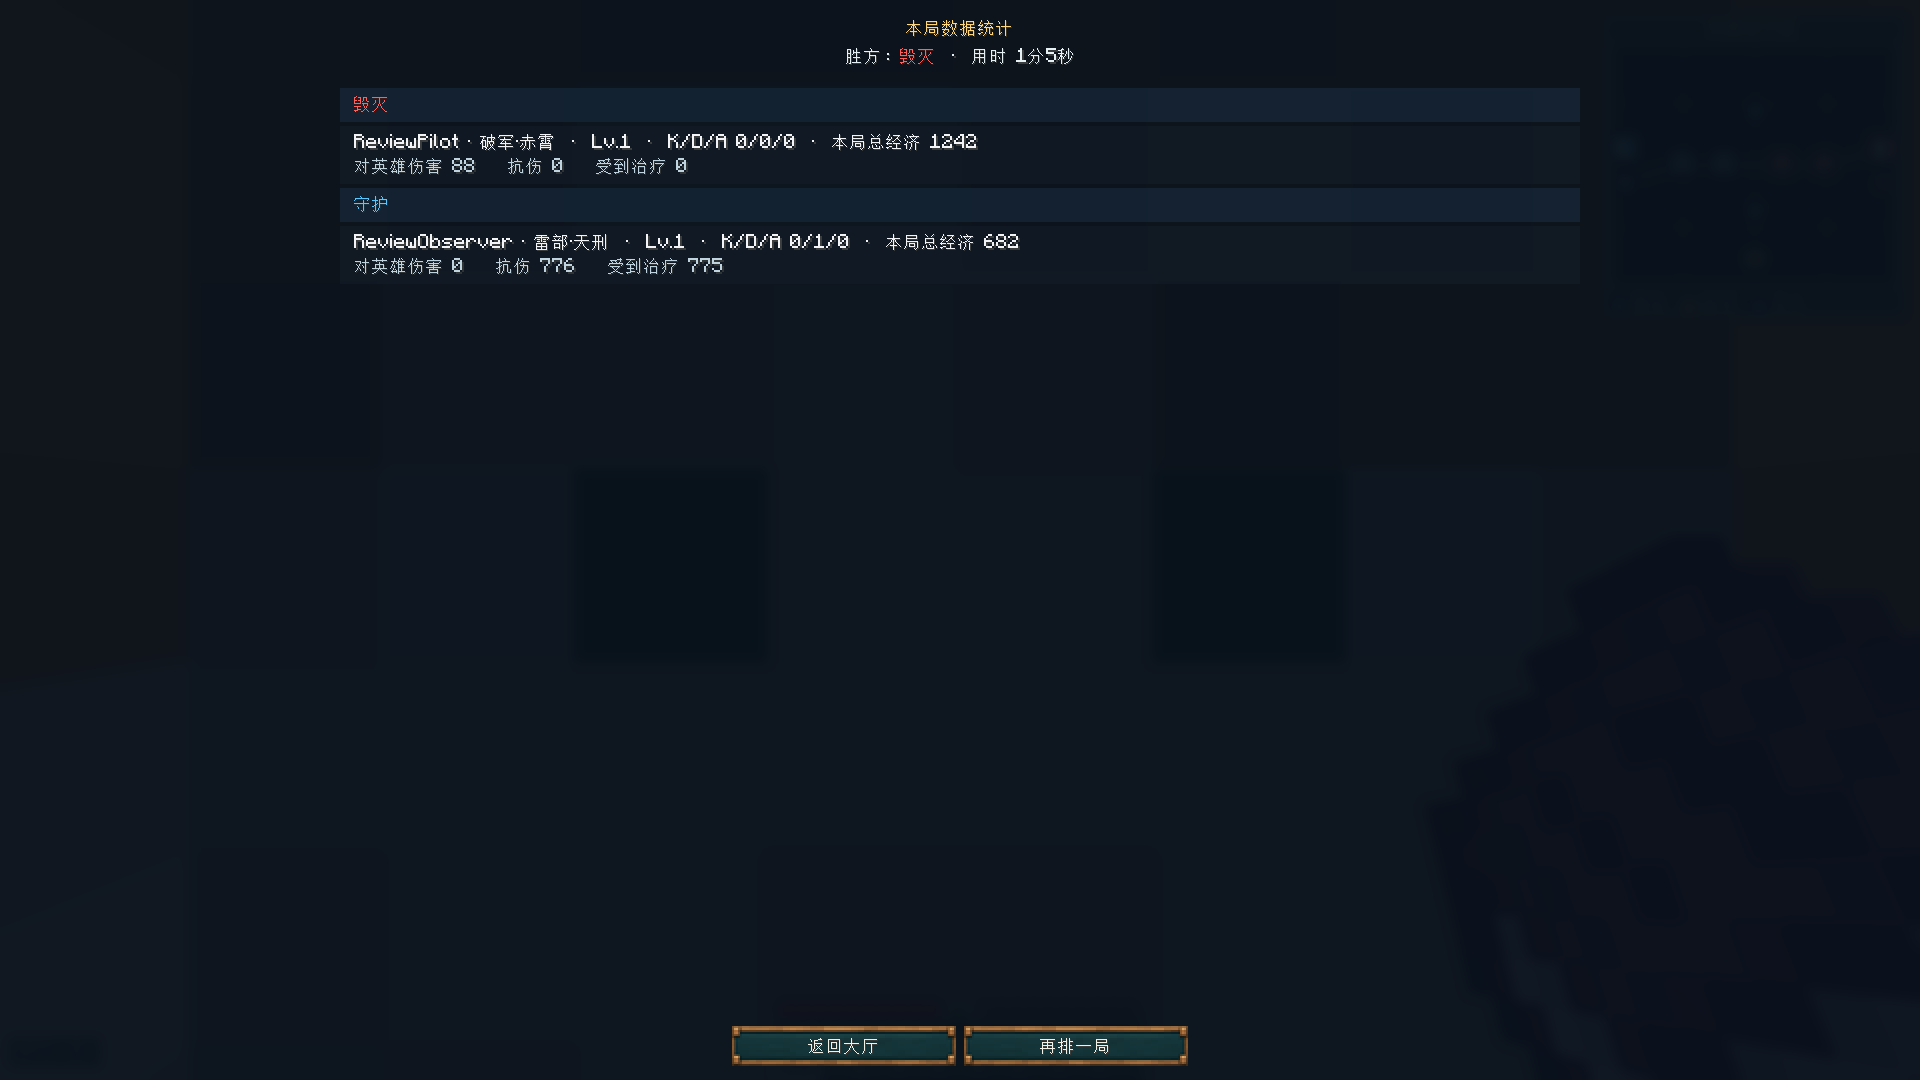 本局数据统计
胜方：毁灭 · 用时 1分5秒
毁灭
ReviewPilot · 破军·赤霄 · Lv.1 · K/D/A 0/0/0 · 本局总经济 1242
对英雄伤害 88 抗伤 0 受到治疗 0
守护
ReviewObserver · 雷部·天刑 · Lv.1 · K/D/A 0/1/0 · 本局总经济 682
对英雄伤害 0 抗伤 776 受到治疗 775
返回大厅 再排一局